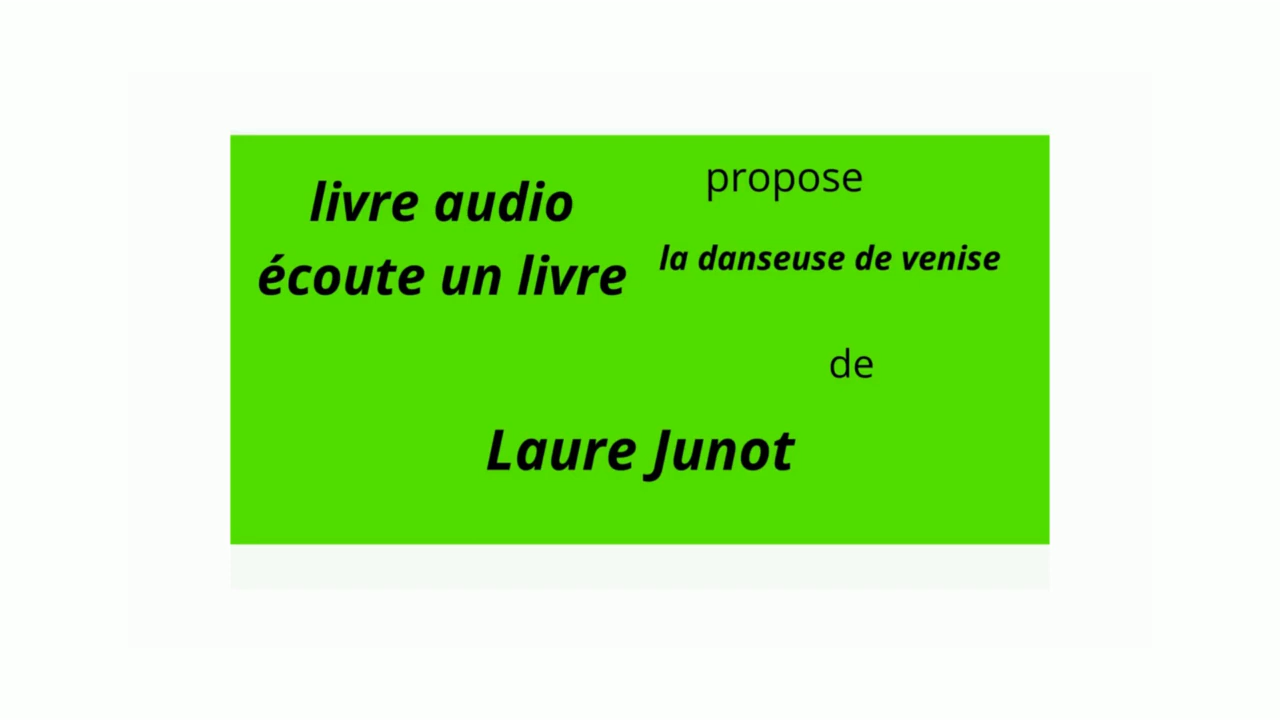 livre audio
écoute un livre
propose
la danseuse de venise
de
Laure Junot